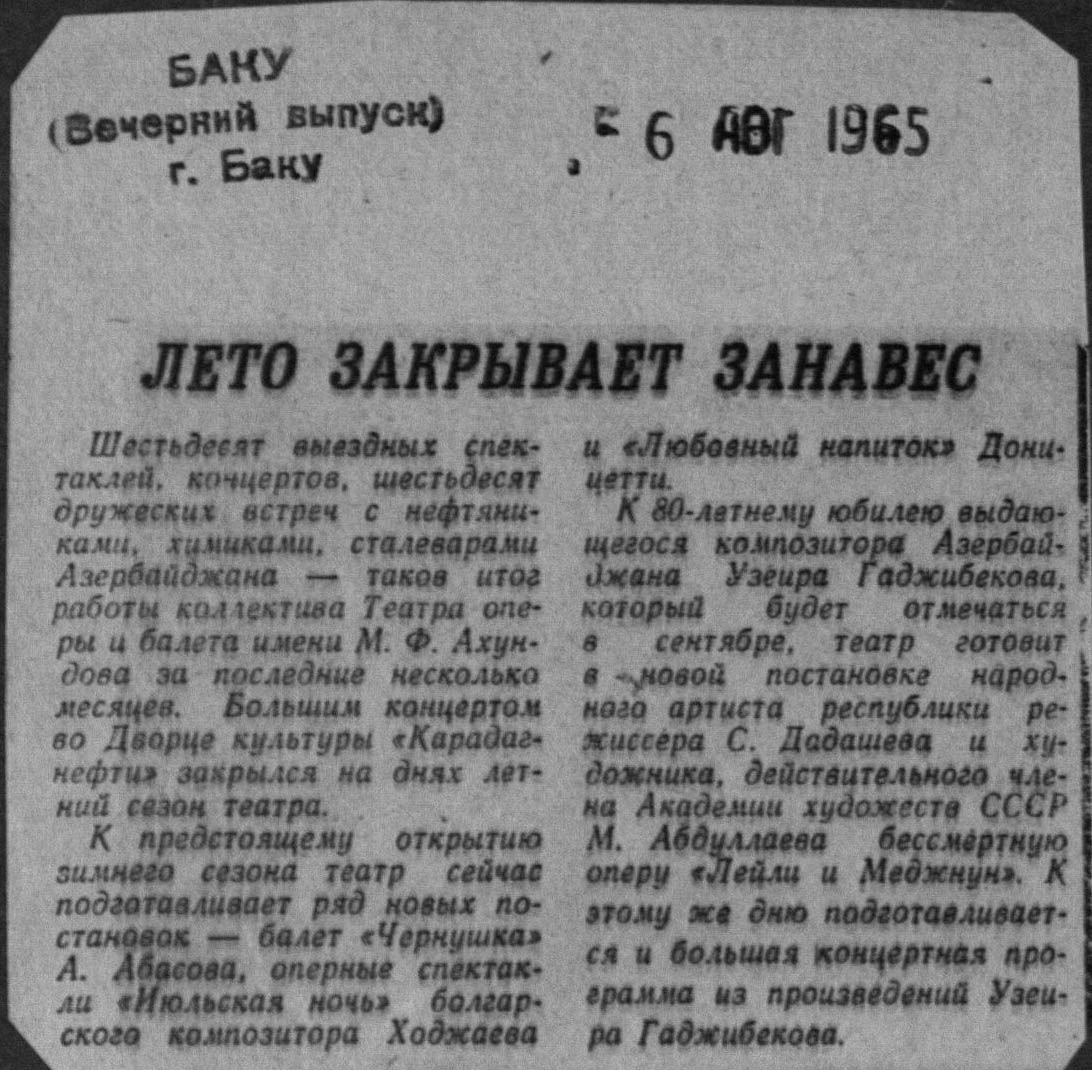 БАКУ
(Вечерний выпуск)
г. Баку
- 6 АВГ 1965
ЛЕТО ЗАКРЫВАЕТ ЗАНАВЕС
Шестьдесят выездных спек-
таклей, концертов, шестьдесят
дружеских встреч с нефтяни-
ками, химиками, сталеварами
Азербайджана — таков итог
работы коллектива Театра опе-
ры и балета имени М. Ф. Ахун-
дова за последние несколько
месяцев. Большим концертом
во Дворце культуры «Карадаг-
нефти» закрылся на днях лет-
ний сезон театра.
К предстоящему открытию
зимнего сезона театр сейчас
подготавливает ряд новых по-
становок — балет «Чернушка»
А. Абасова, оперные спектак-
ли «Июльская ночь» болгар-
ского композитора Ходжаева
и «Любовный напиток» Дони-
цетти.
К 80-летнему юбилею выдаю-
щегося композитора Азербай-
джана Узеира Гаджибекова,
который будет отмечаться
в сентябре, театр готовит
в новой постановке народ-
ного артиста республики ре-
жиссера С. Дадашева и ху-
дожника, действительного чле-
на Академии художеств СССР
М. Абдуллаева бессмертную
оперу «Лейли и Меджнун». К
этому же дню подготавливает-
ся и большая концертная про-
грамма из произведений Узеи-
ра Гаджибекова.